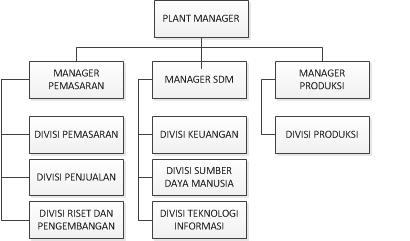 PLANT MANAGER
MANAGER
PEMASARAN
MANAGER SDM
MANAGER
PRODUKSI
DIVISI PEMASARAN
DIVISI KEUANGAN
DIVISI PRODUKSI
DIVISI PENJUALAN
DIVISI SUMBER
DAYA MANUSIA
DIVISI RISET DAN
PENGEMBANGAN
DIVISI TEKNOLOGI
INFORMASI